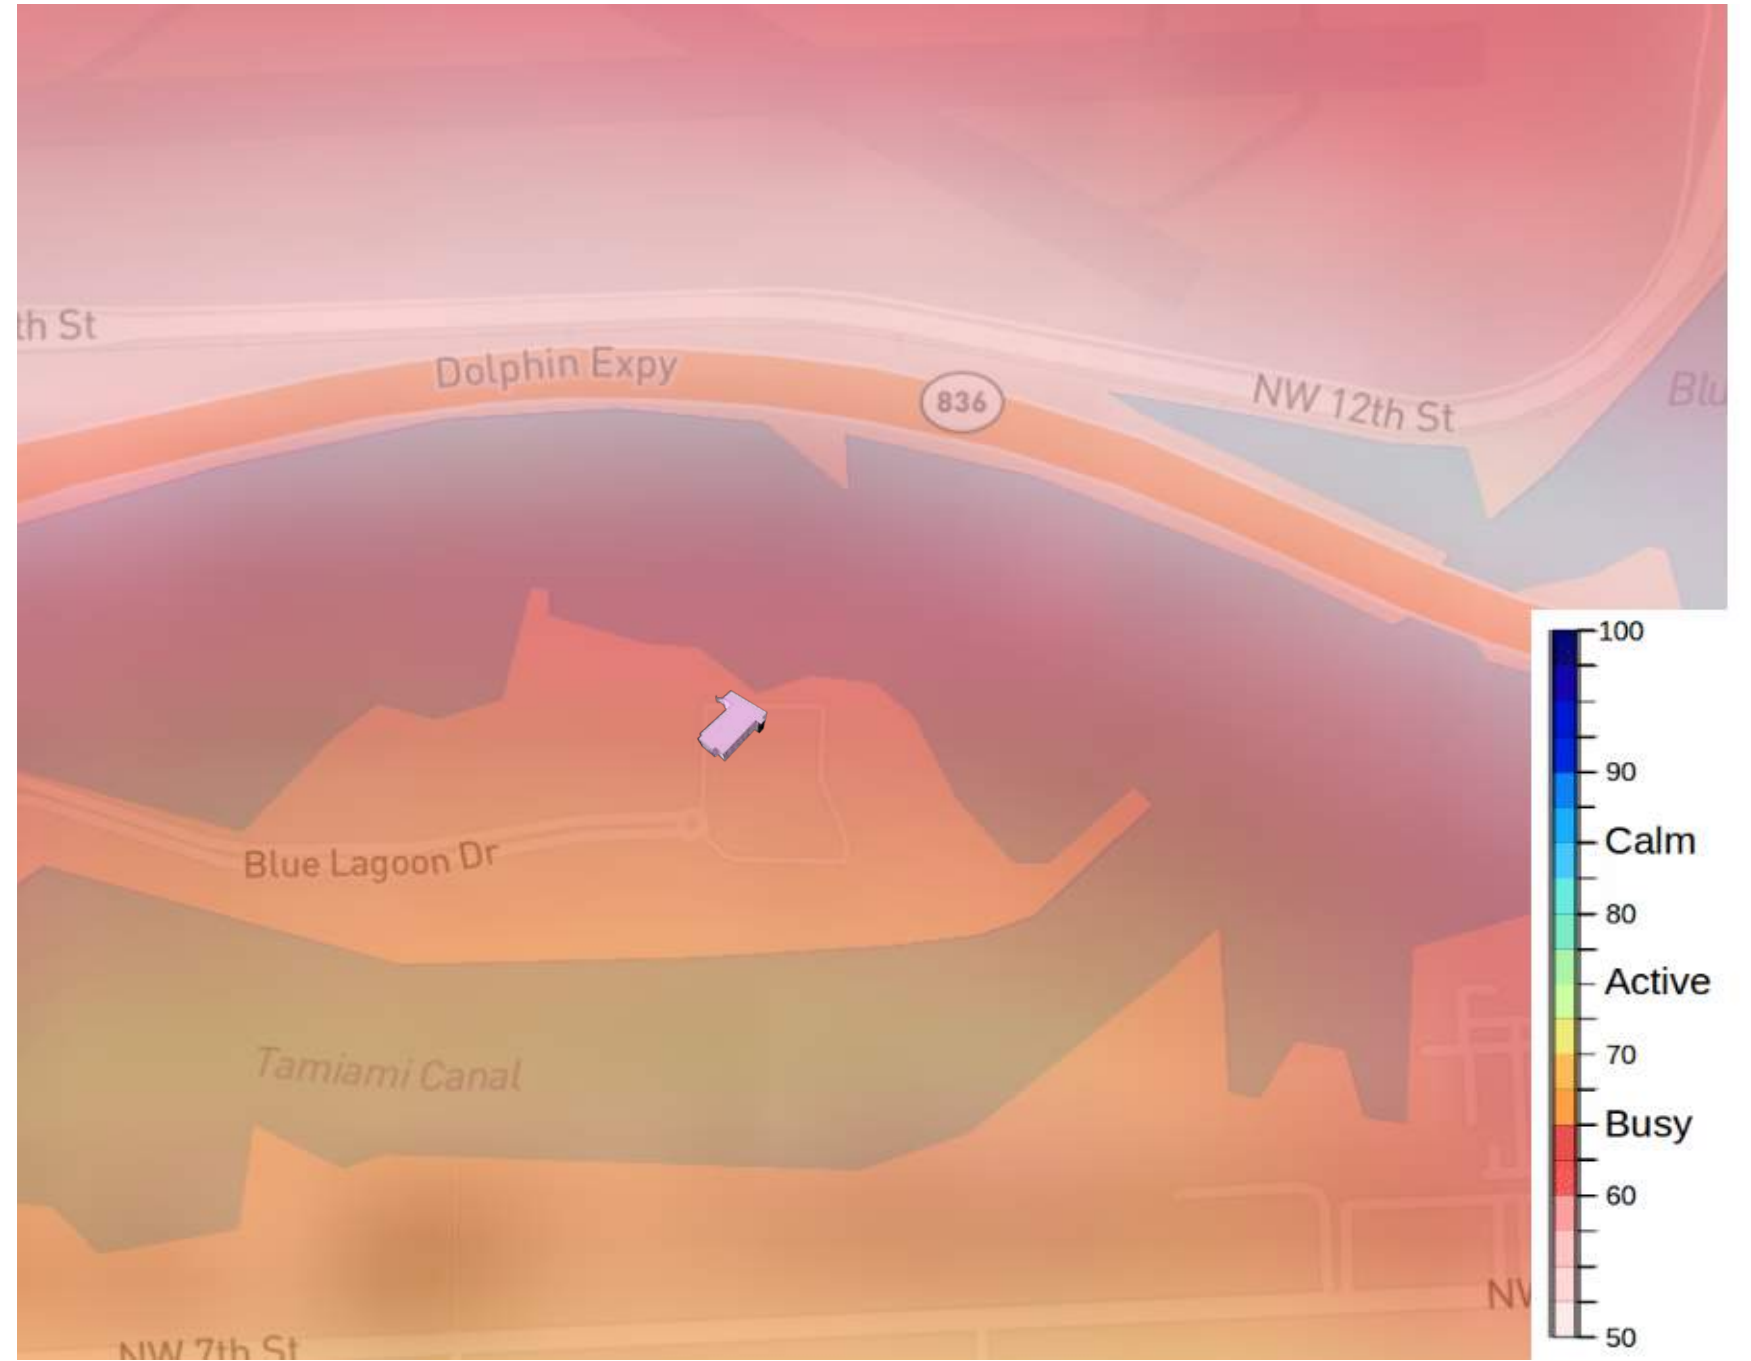 th St
Dolphin Expy
836
NW 12th St
Blu
Blue Lagoon Dr
Tamiami Canal
NW 7th St
NW
100
90
Calm
80
Active
70
Busy
60
50